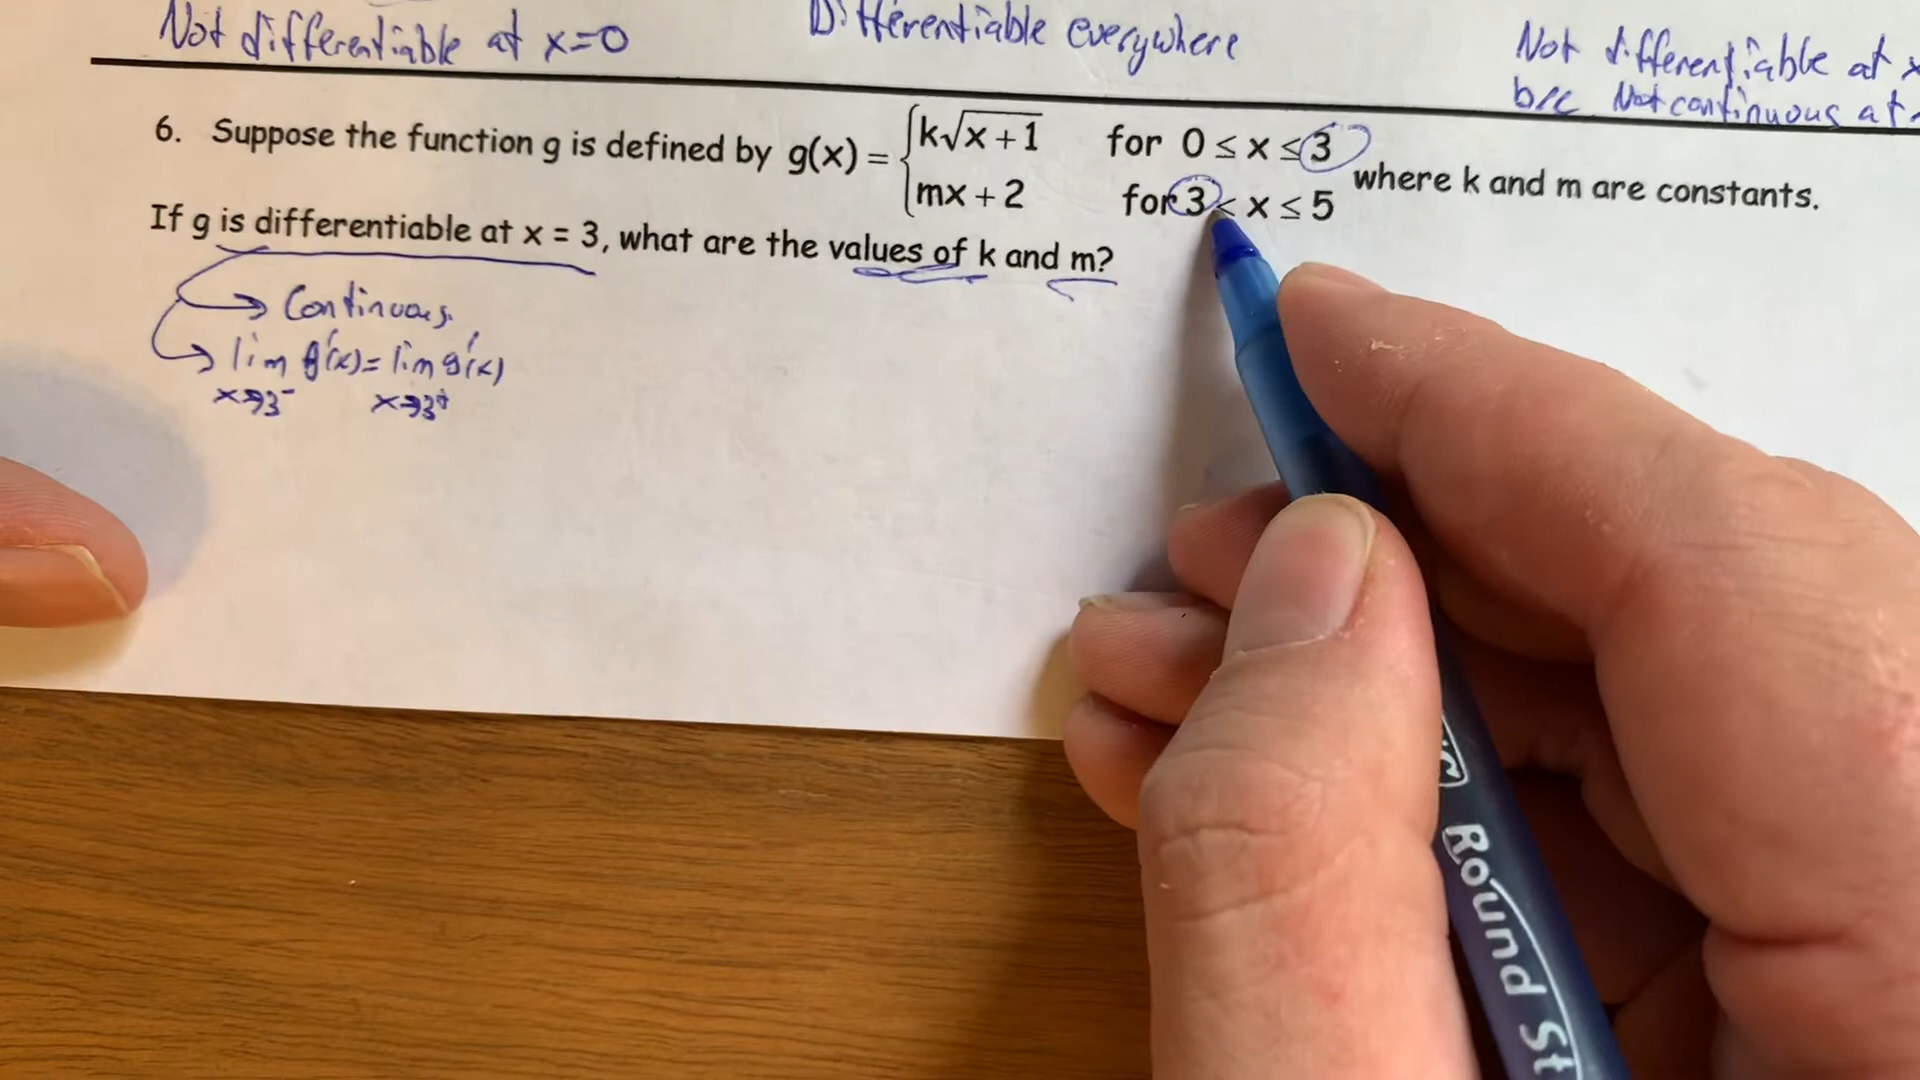 Not differentiable at x=0
Differentiable everywhere
Not differentiable at x
b/c Not continuous at
6. Suppose the function g is defined by g(x) = { k√x+1 for 0 ≤ x ≤ 3
mx + 2 for 3 < x ≤ 5
where k and m are constants.
If g is differentiable at x = 3, what are the values of k and m?
→ Continuous.
→ lim g'(x) = lim g'(x)
x→3⁻ x→3⁺
BIC Round St